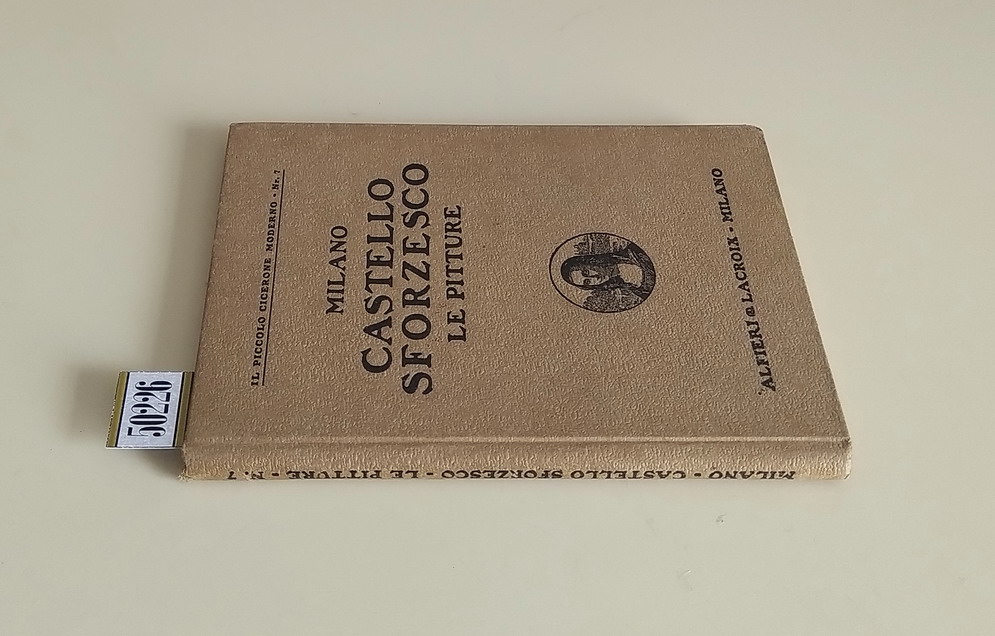 IL PICCOLO CICERONE MODERNO • Nr. 7
MILANO
CASTELLO
SFORZESCO
LE PITTURE
ALFIERI & LACROIX • MILANO
MILANO - CASTELLO SFORZESCO - LE PITTURE - N. 7
50226